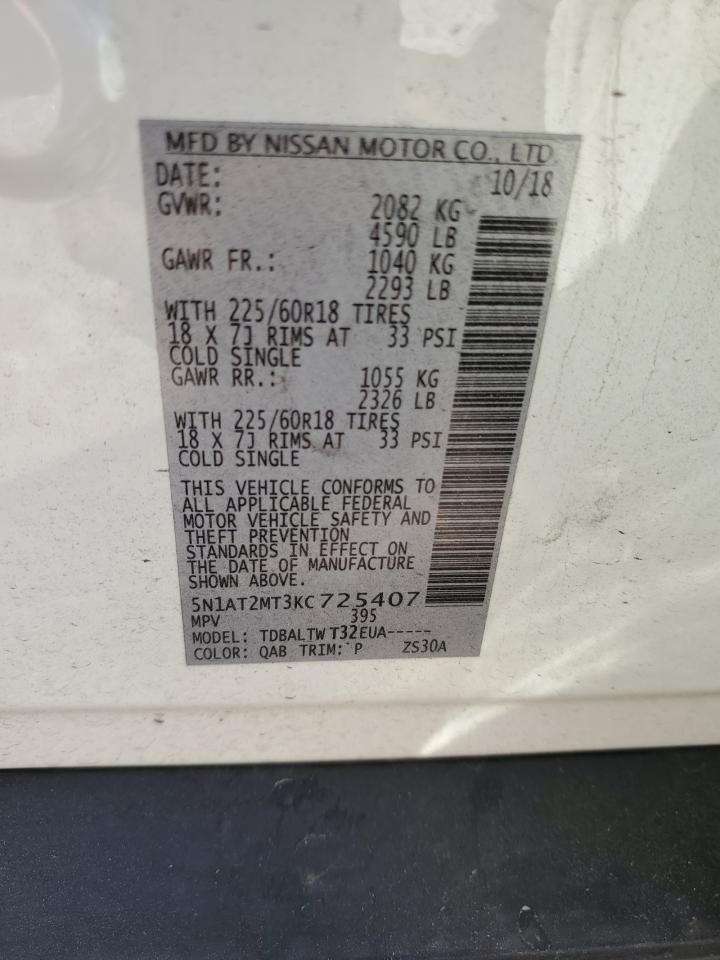 MFD BY NISSAN MOTOR CO., LTD.
DATE: 10/18
GVWR: 2082 KG
4590 LB
GAWR FR.: 1040 KG
2293 LB
WITH 225/60R18 TIRES
18 X 7J RIMS AT 33 PSI
COLD SINGLE
GAWR RR.: 1055 KG
2326 LB
WITH 225/60R18 TIRES
18 X 7J RIMS AT 33 PSI
COLD SINGLE
THIS VEHICLE CONFORMS TO
ALL APPLICABLE FEDERAL
MOTOR VEHICLE SAFETY AND
THEFT PREVENTION
STANDARDS IN EFFECT ON
THE DATE OF MANUFACTURE
SHOWN ABOVE.
5N1AT2MT3KC725407
MPV 395
MODEL: TDBALTWT32EUA-----
COLOR: QAB TRIM: P ZS30A